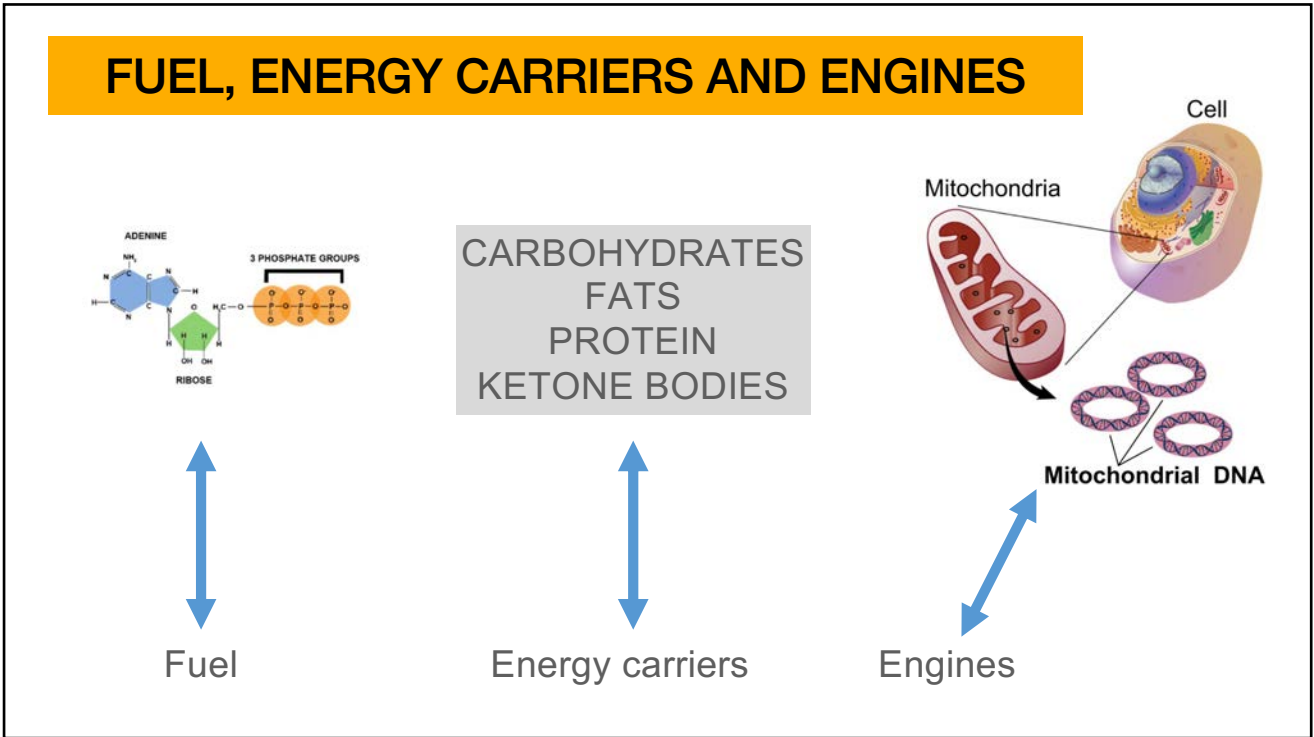 FUEL, ENERGY CARRIERS AND ENGINES
ADENINE
NH₂
N
C
N
C
C—H
H—C
C
N
N
RIBOSE
H
H
H
H
OH
OH
O
H₂C—O
3 PHOSPHATE GROUPS
O⁻
O⁻
O⁻
P—O—P—O—P—O
O
O
O
CARBOHYDRATES
FATS
PROTEIN
KETONE BODIES
Cell
Mitochondria
Mitochondrial DNA
Fuel
Energy carriers
Engines